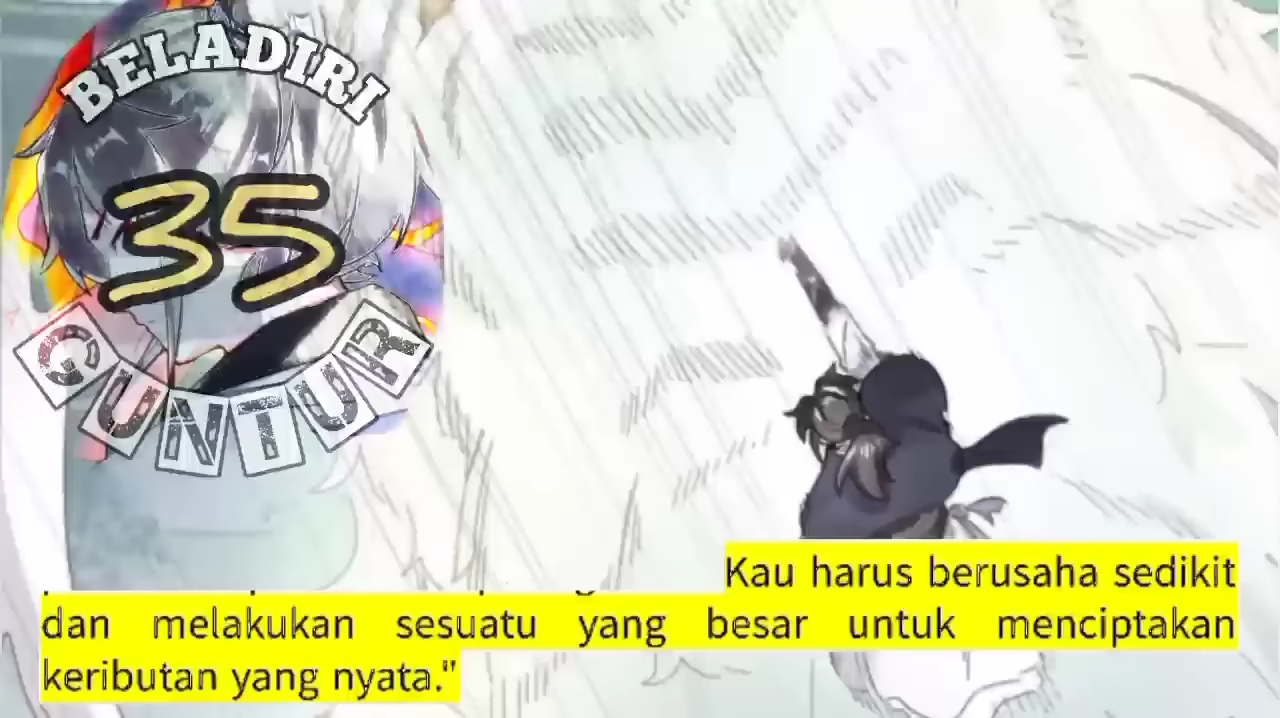 BELADIRI
35
GUNTUR
Kau harus berusaha sedikit
dan melakukan sesuatu yang besar untuk menciptakan
keributan yang nyata."